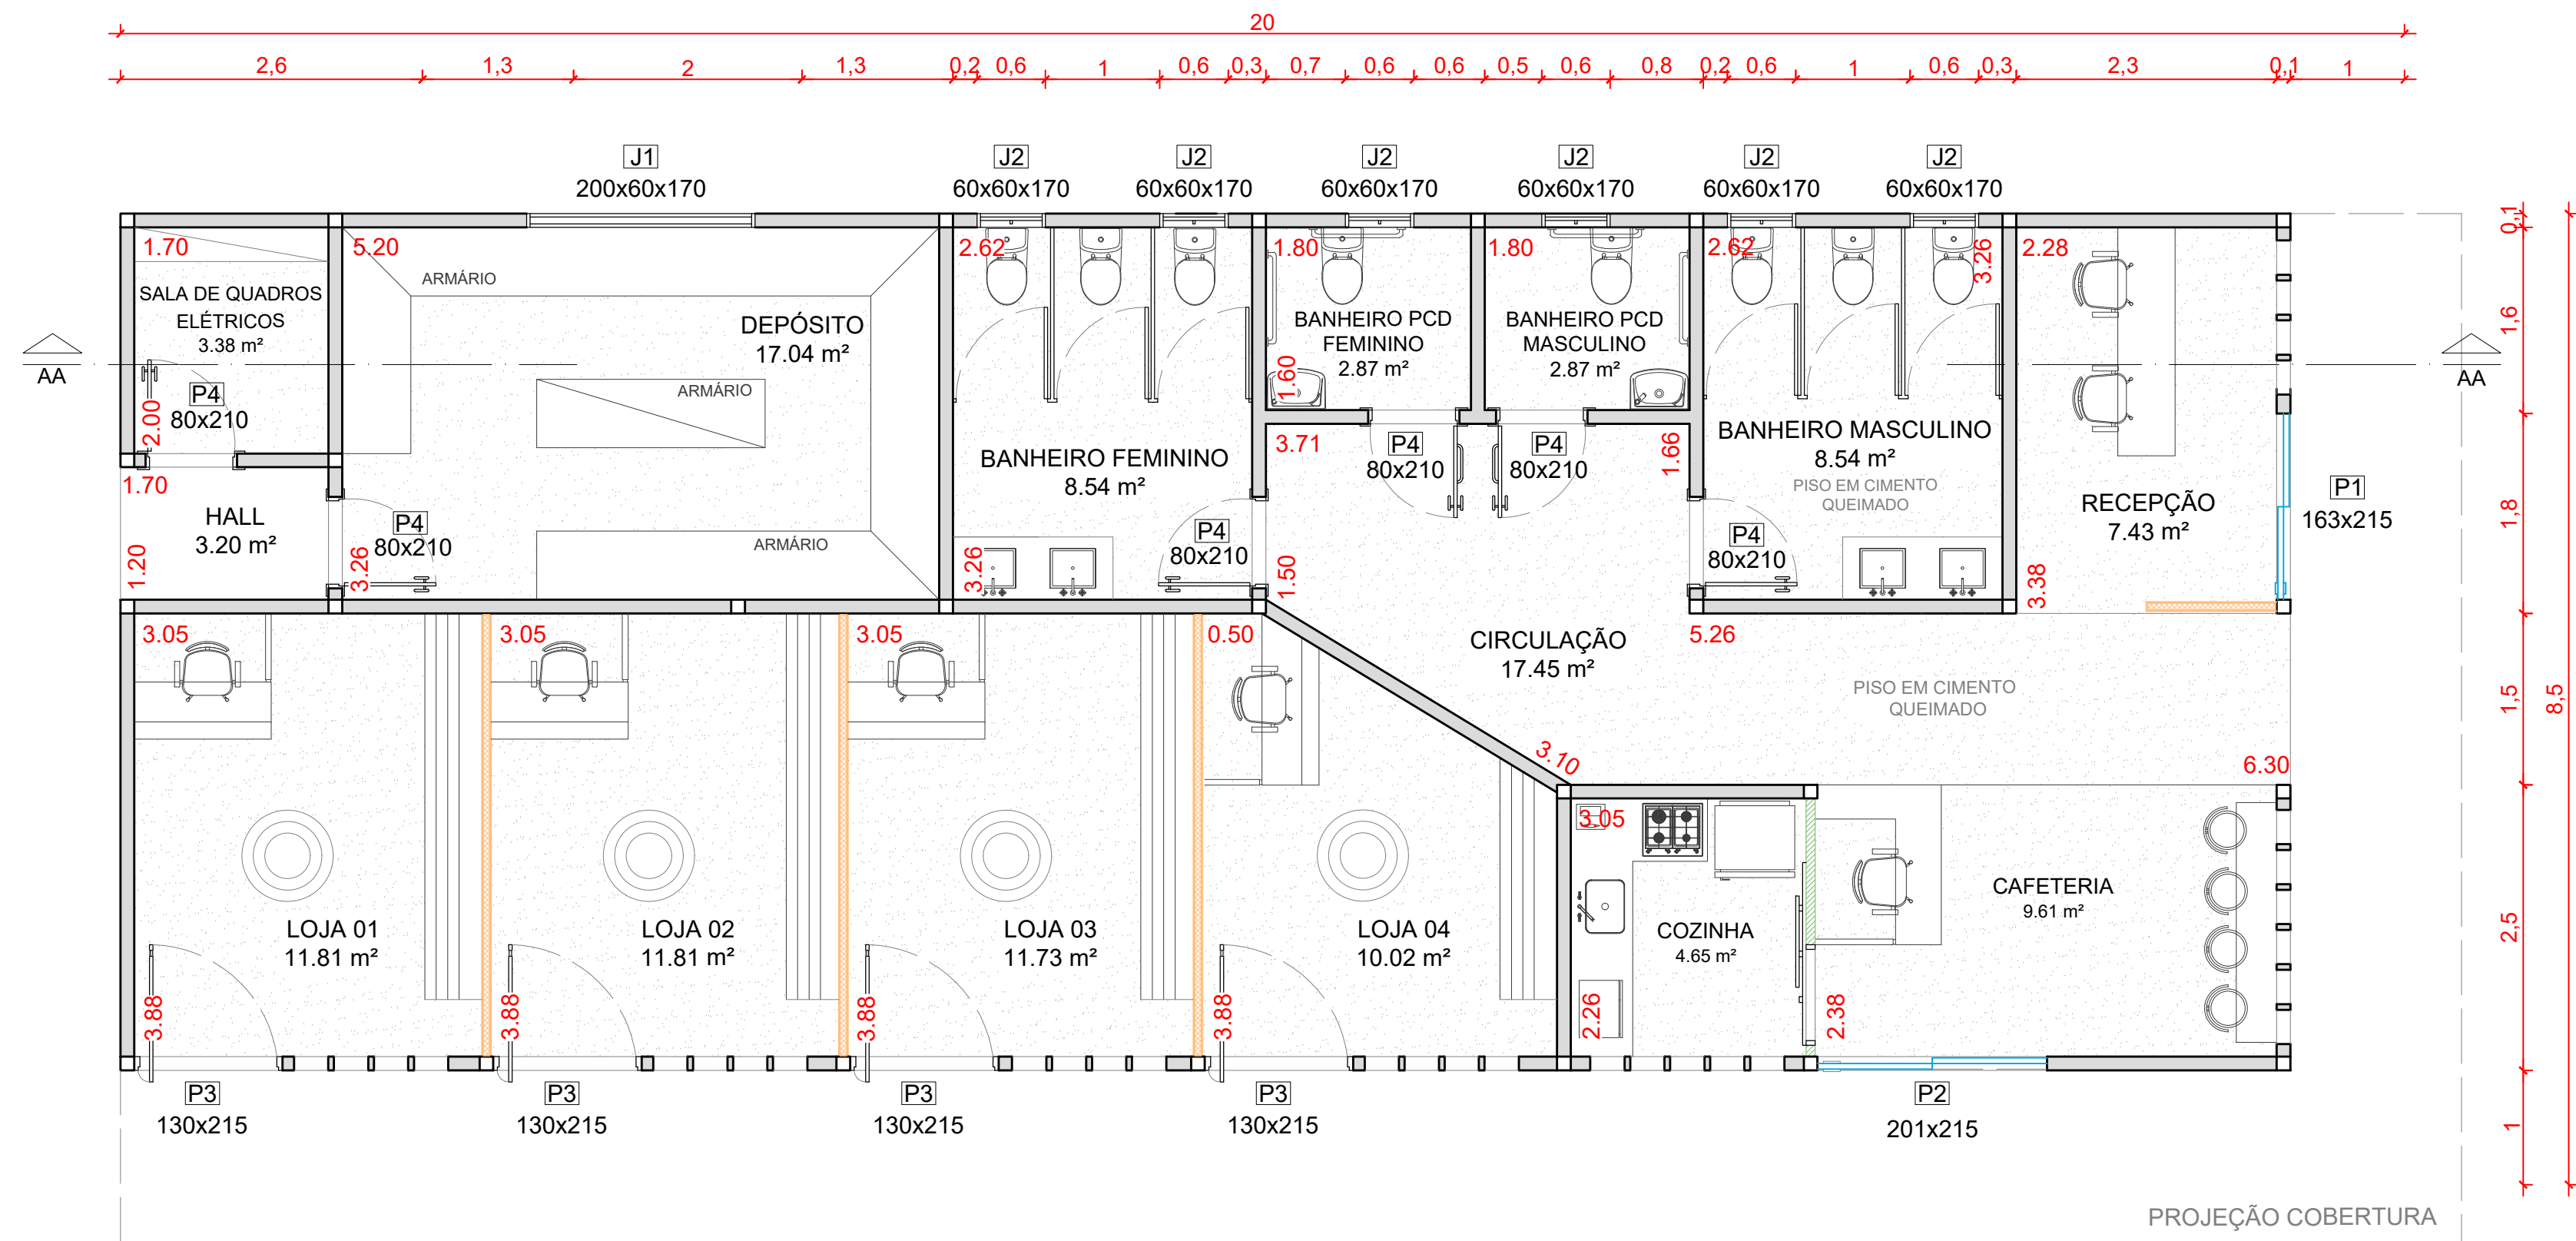 20
2,6 1,3 2 1,3 0,2 0,6 1 0,6 0,3 0,7 0,6 0,6 0,5 0,6 0,8 0,2 0,6 1 0,6 0,3 2,3 0,1 1
J1 J2 J2 J2 J2 J2 J2
200x60x170 60x60x170 60x60x170 60x60x170 60x60x170 60x60x170 60x60x170
1.70 5.20 2.62 1.80 1.80 2.62 3.26 2.28
0,1
ARMÁRIO
SALA DE QUADROS
ELÉTRICOS
3.38 m²
DEPÓSITO
17.04 m²
BANHEIRO PCD
FEMININO
2.87 m²
BANHEIRO PCD
MASCULINO
2.87 m²
1,6
AA
AA
P4
80x210
2.00
ARMÁRIO
1.60
3.71
P4
80x210
P4
80x210
1.66
BANHEIRO MASCULINO
8.54 m²
PISO EM CIMENTO
QUEIMADO
BANHEIRO FEMININO
8.54 m²
1.70
HALL
3.20 m²
1.20
P4
80x210
3.26
ARMÁRIO
3.26
P4
80x210
1.50
P4
80x210
RECEPÇÃO
7.43 m²
3.38
P1
163x215
1,8
3.05 3.05 3.05 0.50
CIRCULAÇÃO
17.45 m²
5.26
PISO EM CIMENTO
QUEIMADO
1,5
8,5
3.10
6.30
3.05
LOJA 01
11.81 m²
LOJA 02
11.81 m²
LOJA 03
11.73 m²
LOJA 04
10.02 m²
COZINHA
4.65 m²
CAFETERIA
9.61 m²
2,5
3.88 3.88 3.88 3.88 2.26 2.38
P3 P3 P3 P3 P2
130x215 130x215 130x215 130x215 201x215
1
PROJEÇÃO COBERTURA